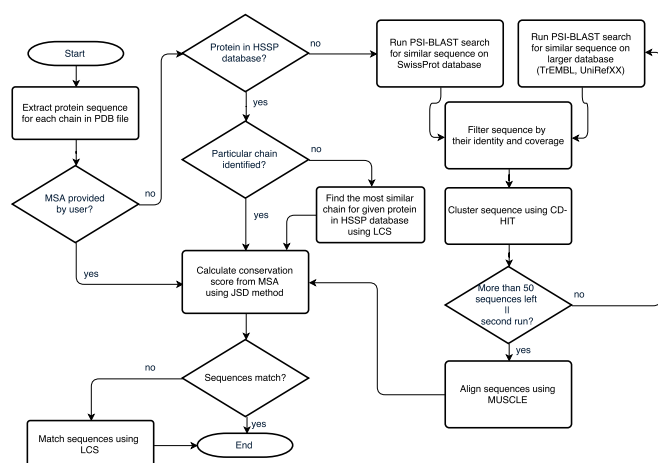 Start
Extract protein sequence
for each chain in PDB file
MSA provided
by user?
no
yes
Protein in HSSP
database?
no
yes
Particular chain
identified?
no
yes
Find the most similar
chain for given protein
in HSSP database
using LCS
Calculate conservation
score from MSA
using JSD method
Sequences match?
no
yes
Match sequences using
LCS
End
Run PSI-BLAST search
for similar sequence on
SwissProt database
Run PSI-BLAST search
for similar sequence on
larger database
(TrEMBL, UniRefXX)
Filter sequence by
their identity and coverage
Cluster sequence using CD-
HIT
More than 50
sequences left
II
second run?
no
yes
Align sequences using
MUSCLE